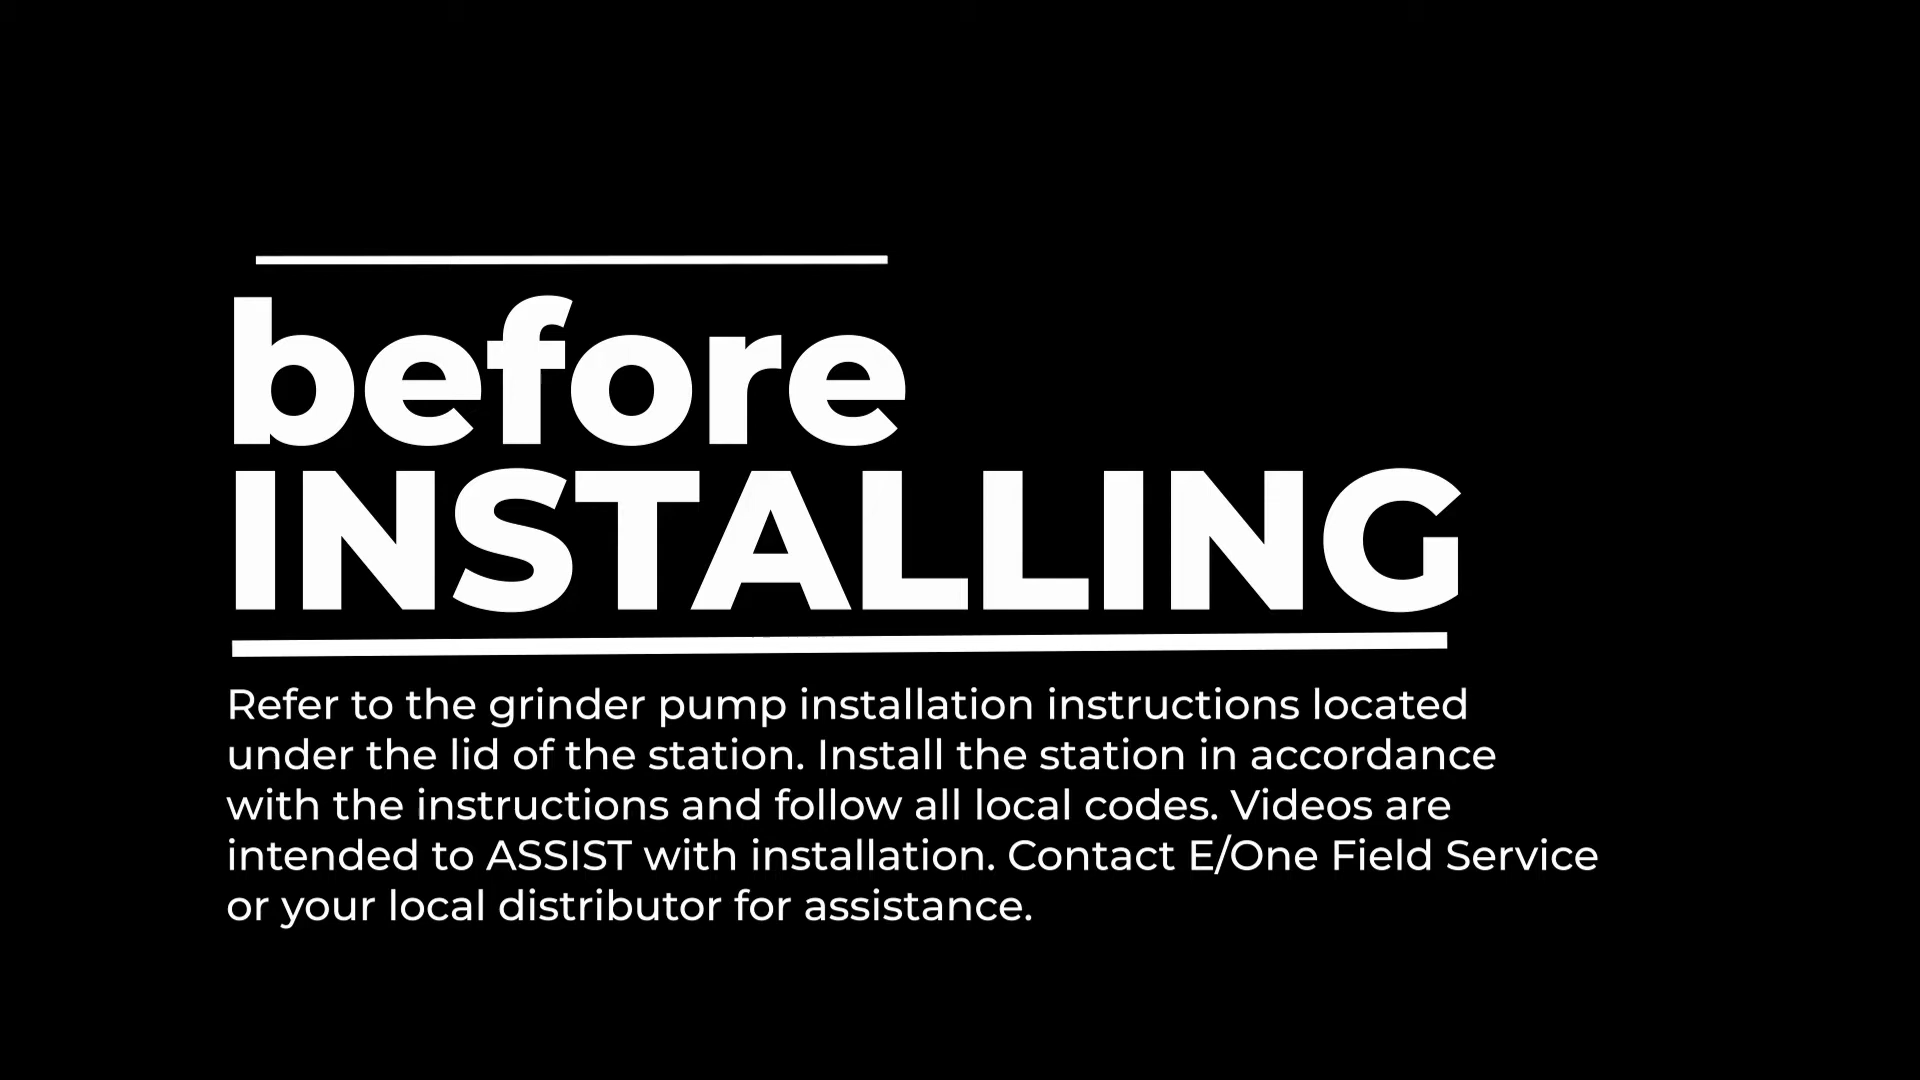 before
INSTALLING
Refer to the grinder pump installation instructions located
under the lid of the station. Install the station in accordance
with the instructions and follow all local codes. Videos are
intended to ASSIST with installation. Contact E/One Field Service
or your local distributor for assistance.